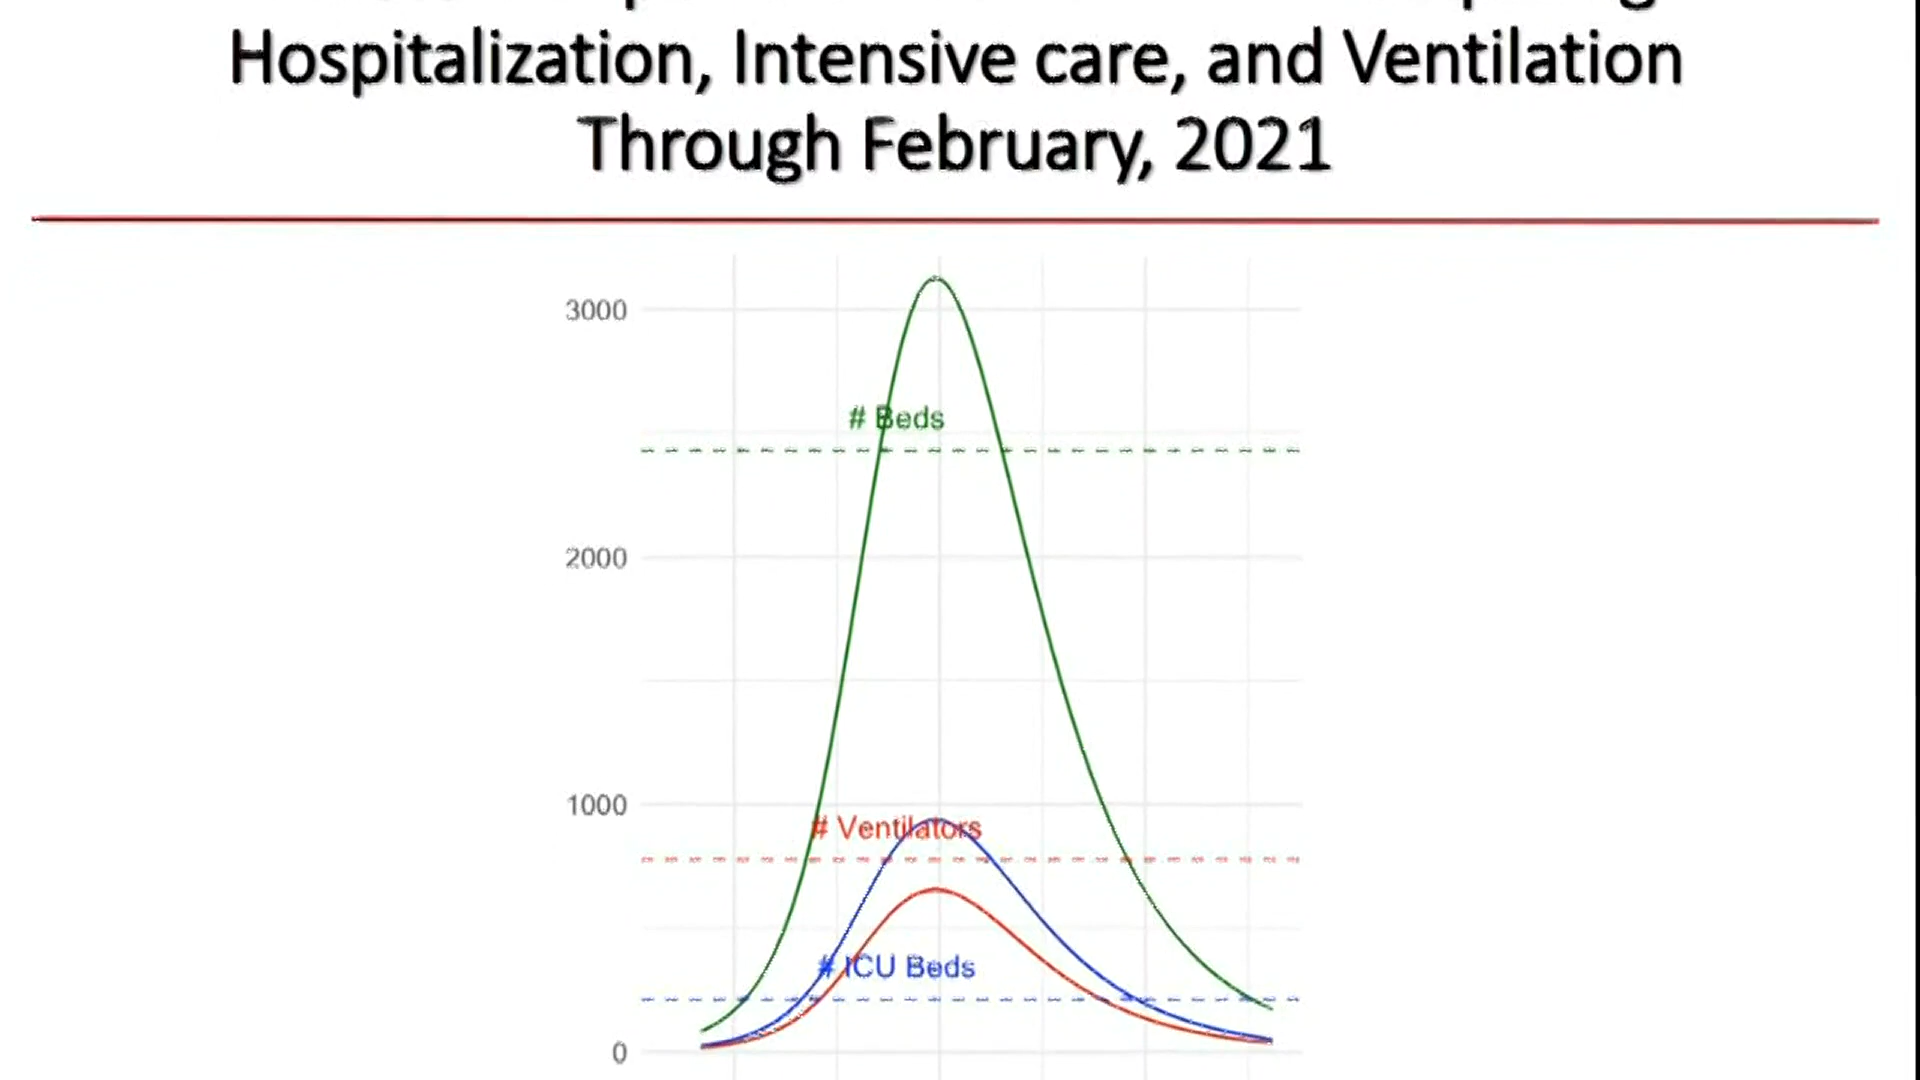 Hospitalization, Intensive care, and Ventilation
Through February, 2021
3000
# Beds
2000
1000
# Ventilators
# ICU Beds
0